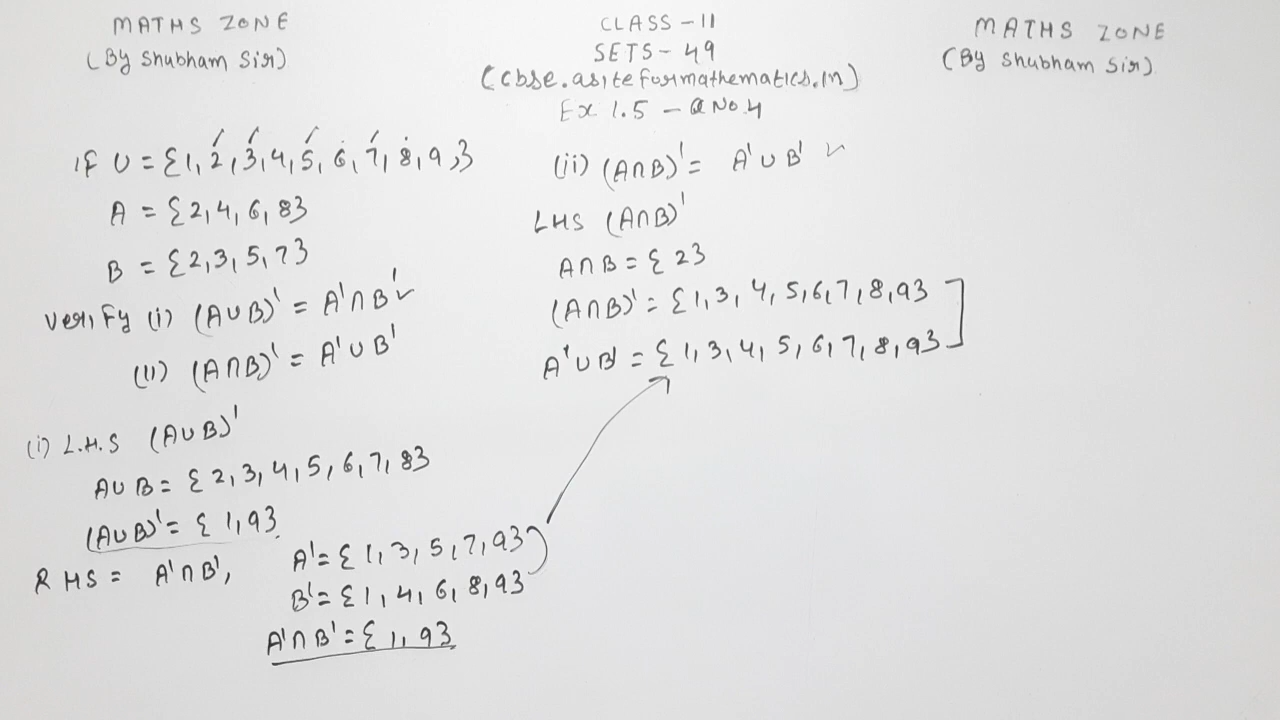 MATHS ZONE
(By Shubham Sir)
CLASS-11
SETS-49
(cbse.asiteformathematics.in)
Ex 1.5 - Q No.4
MATHS ZONE
(By Shubham Sir)
If U = {1, 2, 3, 4, 5, 6, 7, 8, 9,}
A = {2, 4, 6, 8}
B = {2, 3, 5, 7}
Verify (i) (A∪B)' = A'∩B' ✓
(ii) (A∩B)' = A'∪B'
(i) L.H.S (A∪B)'
A∪B = {2, 3, 4, 5, 6, 7, 8}
(A∪B)' = {1, 9}
RHS = A'∩B', A' = {1, 3, 5, 7, 9}
B' = {1, 4, 6, 8, 9}
A'∩B' = {1, 9}
(ii) (A∩B)' = A'∪B' ✓
LHS (A∩B)'
A∩B = {2}
(A∩B)' = {1, 3, 4, 5, 6, 7, 8, 9}
A'∪B' = {1, 3, 4, 5, 6, 7, 8, 9}